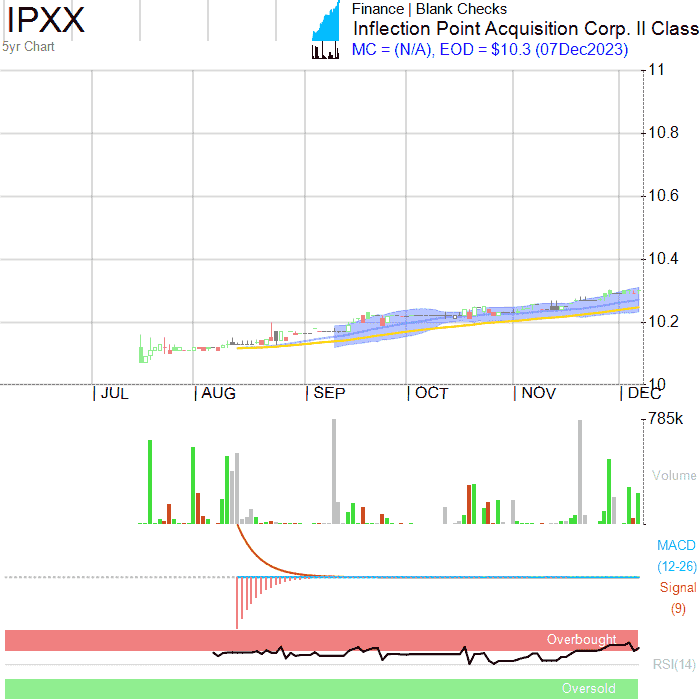 IPXX
5yr Chart
Finance | Blank Checks
Inflection Point Acquisition Corp. II Class
MC = (N/A), EOD = $10.3 (07Dec2023)
11
10.8
10.6
10.4
10.2
10
JUL AUG SEP OCT NOV DEC
785k
Volume
MACD
(12-26)
Signal
(9)
Overbought
RSI(14)
Oversold